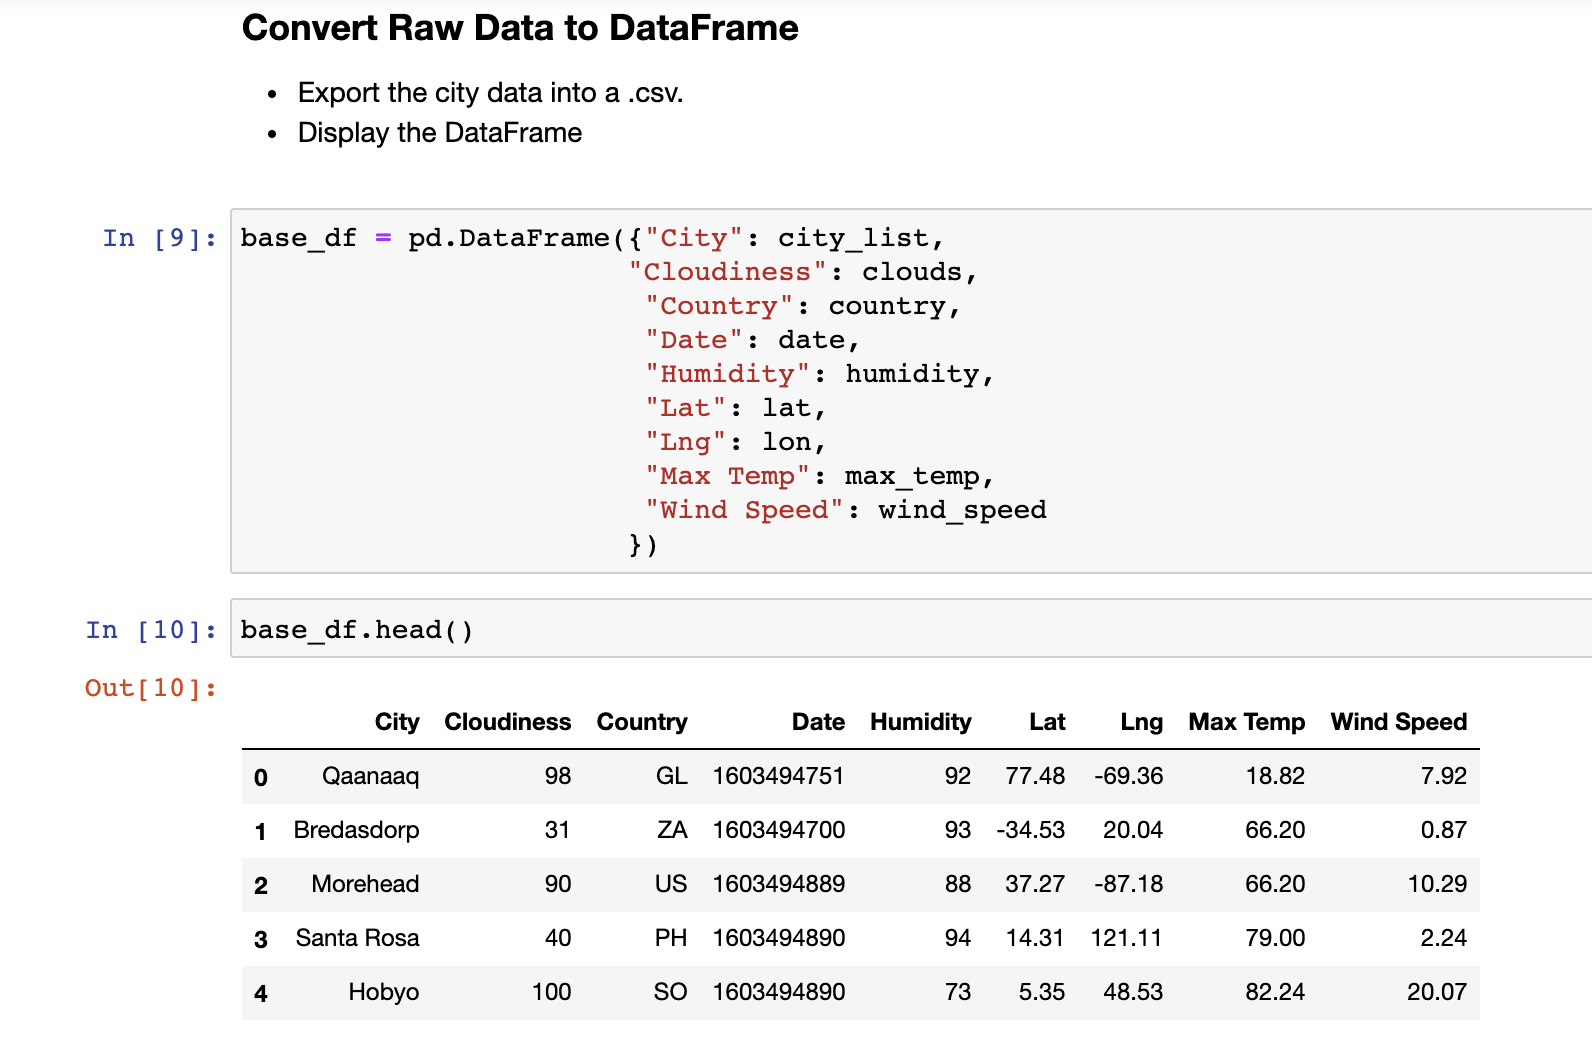 Convert Raw Data to DataFrame
• Export the city data into a .csv.
• Display the DataFrame
In [9]: base_df = pd.DataFrame({"City": city_list,
"Cloudiness": clouds,
"Country": country,
"Date": date,
"Humidity": humidity,
"Lat": lat,
"Lng": lon,
"Max Temp": max_temp,
"Wind Speed": wind_speed
})
In [10]: base_df.head()
Out[10]:
City Cloudiness Country Date Humidity Lat Lng Max Temp Wind Speed
0 Qaanaaq 98 GL 1603494751 92 77.48 -69.36 18.82 7.92
1 Bredasdorp 31 ZA 1603494700 93 -34.53 20.04 66.20 0.87
2 Morehead 90 US 1603494889 88 37.27 -87.18 66.20 10.29
3 Santa Rosa 40 PH 1603494890 94 14.31 121.11 79.00 2.24
4 Hobyo 100 SO 1603494890 73 5.35 48.53 82.24 20.07